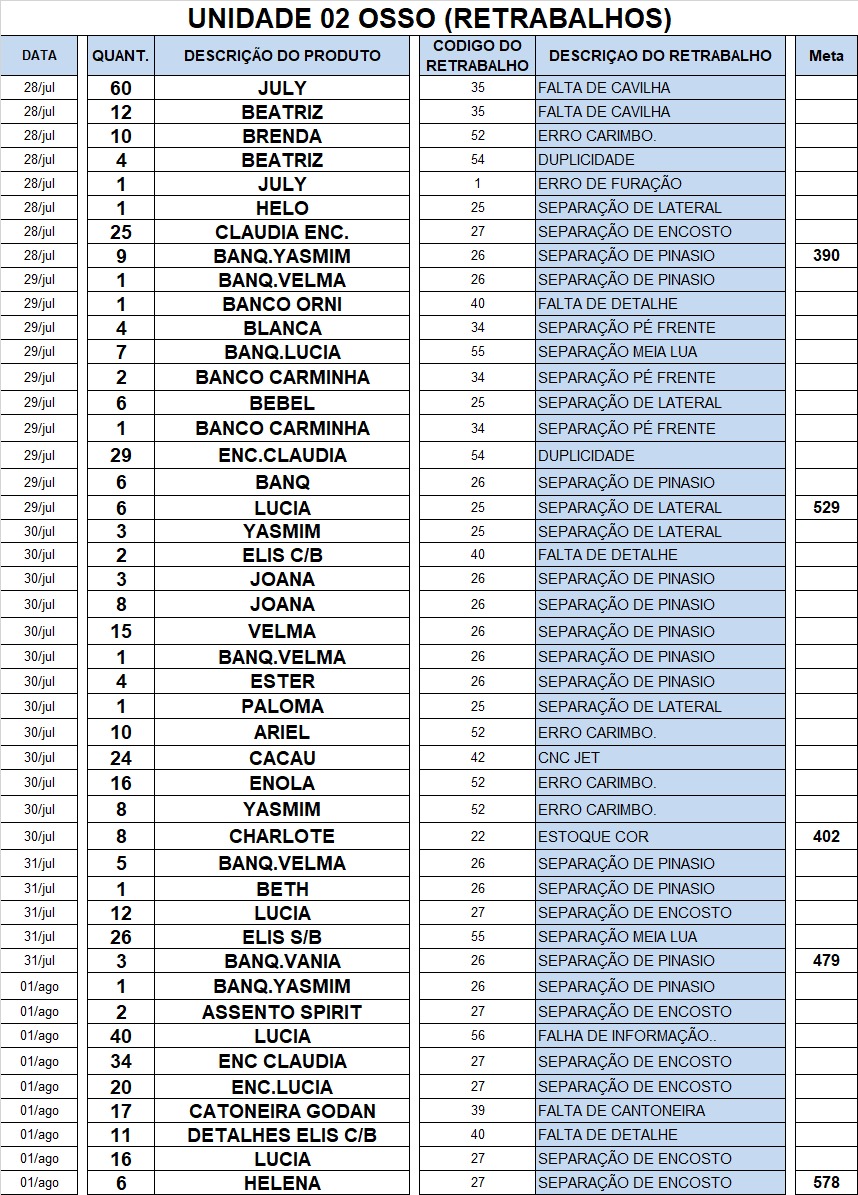 UNIDADE 02 OSSO (RETRABALHOS)
DATA QUANT. DESCRIÇÃO DO PRODUTO CODIGO DO RETRABALHO DESCRIÇAO DO RETRABALHO Meta
28/jul 60 JULY 35 FALTA DE CAVILHA
28/jul 12 BEATRIZ 35 FALTA DE CAVILHA
28/jul 10 BRENDA 52 ERRO CARIMBO.
28/jul 4 BEATRIZ 54 DUPLICIDADE
28/jul 1 JULY 1 ERRO DE FURAÇÃO
28/jul 1 HELO 25 SEPARAÇÃO DE LATERAL
28/jul 25 CLAUDIA ENC. 27 SEPARAÇÃO DE ENCOSTO
28/jul 9 BANQ.YASMIM 26 SEPARAÇÃO DE PINASIO 390
29/jul 1 BANQ.VELMA 26 SEPARAÇÃO DE PINASIO
29/jul 1 BANCO ORNI 40 FALTA DE DETALHE
29/jul 4 BLANCA 34 SEPARAÇÃO PÉ FRENTE
29/jul 7 BANQ.LUCIA 55 SEPARAÇÃO MEIA LUA
29/jul 2 BANCO CARMINHA 34 SEPARAÇÃO PÉ FRENTE
29/jul 6 BEBEL 25 SEPARAÇÃO DE LATERAL
29/jul 1 BANCO CARMINHA 34 SEPARAÇÃO PÉ FRENTE
29/jul 29 ENC.CLAUDIA 54 DUPLICIDADE
29/jul 6 BANQ 26 SEPARAÇÃO DE PINASIO
29/jul 6 LUCIA 25 SEPARAÇÃO DE LATERAL 529
30/jul 3 YASMIM 25 SEPARAÇÃO DE LATERAL
30/jul 2 ELIS C/B 40 FALTA DE DETALHE
30/jul 3 JOANA 26 SEPARAÇÃO DE PINASIO
30/jul 8 JOANA 26 SEPARAÇÃO DE PINASIO
30/jul 15 VELMA 26 SEPARAÇÃO DE PINASIO
30/jul 1 BANQ.VELMA 26 SEPARAÇÃO DE PINASIO
30/jul 4 ESTER 26 SEPARAÇÃO DE PINASIO
30/jul 1 PALOMA 25 SEPARAÇÃO DE LATERAL
30/jul 10 ARIEL 52 ERRO CARIMBO.
30/jul 24 CACAU 42 CNC JET
30/jul 16 ENOLA 52 ERRO CARIMBO.
30/jul 8 YASMIM 52 ERRO CARIMBO.
30/jul 8 CHARLOTE 22 ESTOQUE COR 402
31/jul 5 BANQ.VELMA 26 SEPARAÇÃO DE PINASIO
31/jul 1 BETH 26 SEPARAÇÃO DE PINASIO
31/jul 12 LUCIA 27 SEPARAÇÃO DE ENCOSTO
31/jul 26 ELIS S/B 55 SEPARAÇÃO MEIA LUA
31/jul 3 BANQ.VANIA 26 SEPARAÇÃO DE PINASIO 479
01/ago 1 BANQ.YASMIM 26 SEPARAÇÃO DE PINASIO
01/ago 2 ASSENTO SPIRIT 27 SEPARAÇÃO DE ENCOSTO
01/ago 40 LUCIA 56 FALHA DE INFORMAÇÃO..
01/ago 34 ENC CLAUDIA 27 SEPARAÇÃO DE ENCOSTO
01/ago 20 ENC.LUCIA 27 SEPARAÇÃO DE ENCOSTO
01/ago 17 CATONEIRA GODAN 39 FALTA DE CANTONEIRA
01/ago 11 DETALHES ELIS C/B 40 FALTA DE DETALHE
01/ago 16 LUCIA 27 SEPARAÇÃO DE ENCOSTO
01/ago 6 HELENA 27 SEPARAÇÃO DE ENCOSTO 578